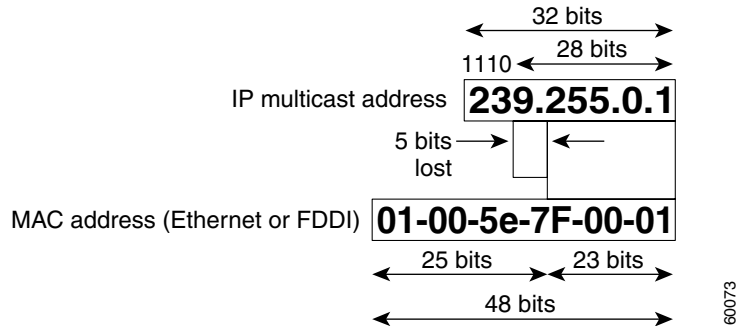 32 bits
28 bits
1110
IP multicast address
239.255.0.1
5 bits
lost
MAC address (Ethernet or FDDI)
01-00-5e-7F-00-01
25 bits
23 bits
48 bits
60073